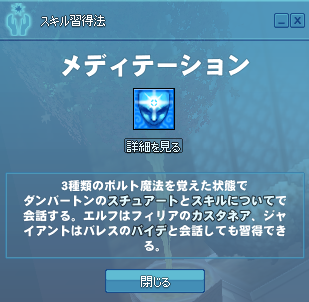 スキル習得法
メディテーション
詳細を見る
3種類のボルト魔法を覚えた状態で
ダンバートンのスチュアートとスキルについて
会話する。エルフはフィリアのカスタネア、ジャ
イアントはバレスのパイデと会話しても習得でき
る。
閉じる